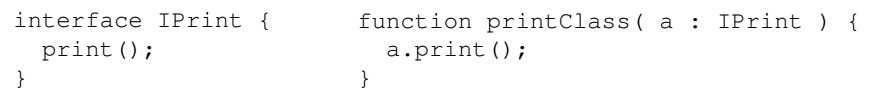 interface IPrint {
  print();
}
function printClass( a : IPrint ) {
  a.print();
}